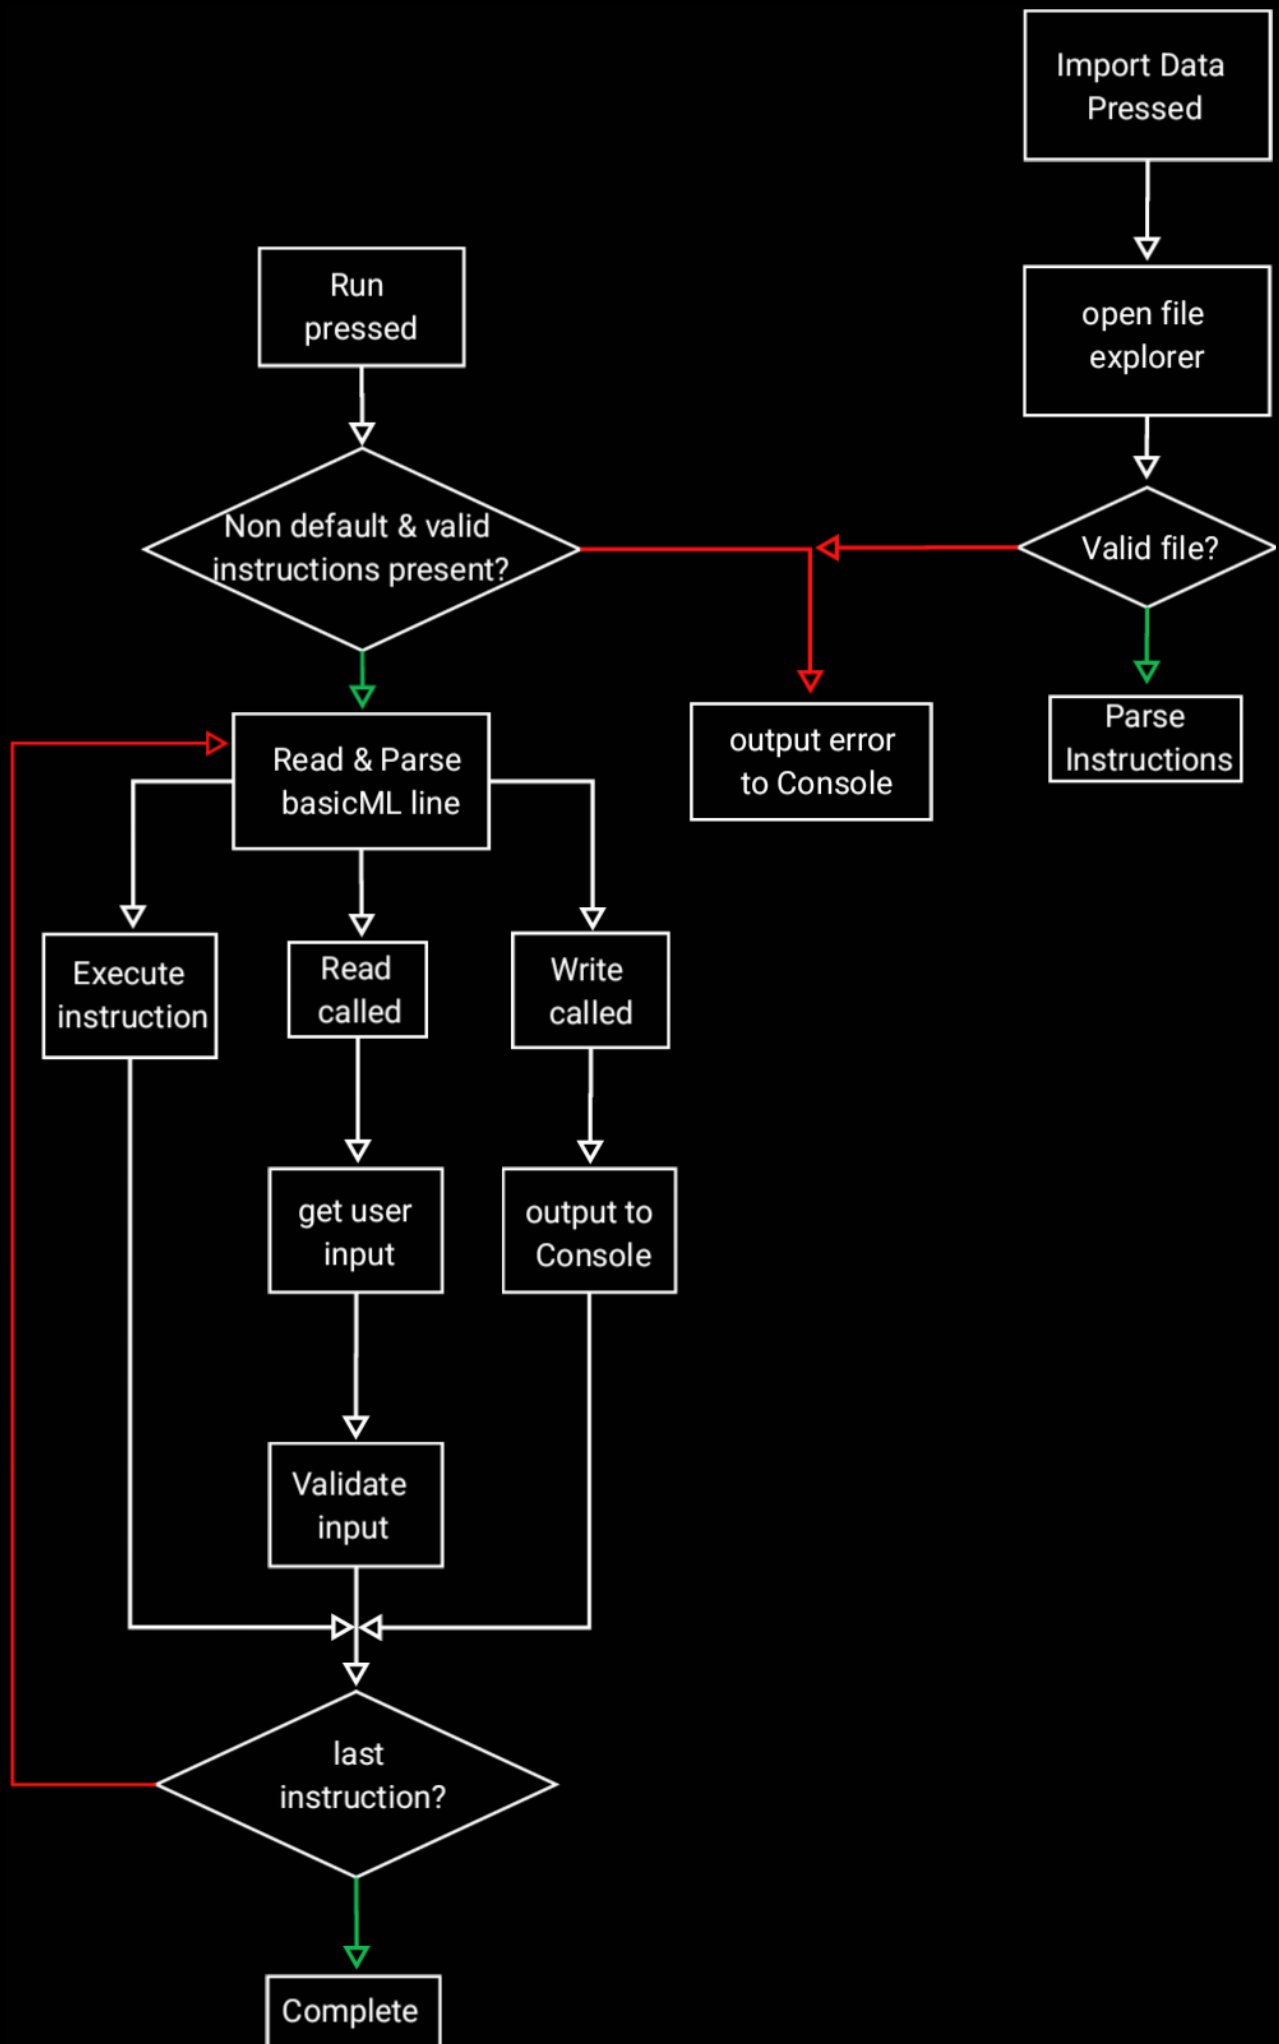 Import Data
Pressed
Run
pressed
open file
explorer
Non default & valid
instructions present?
Valid file?
Read & Parse
basicML line
output error
to Console
Parse
Instructions
Execute
instruction
Read
called
Write
called
get user
input
output to
Console
Validate
input
last
instruction?
Complete